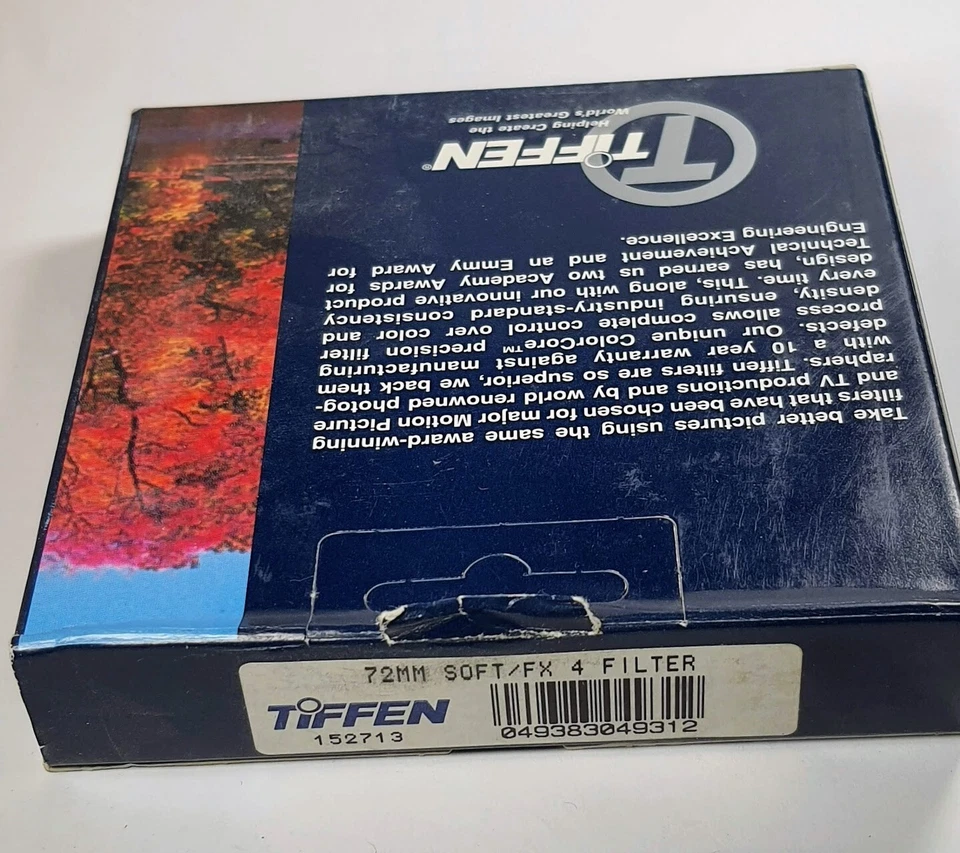 TiFFEN®
Helping Create the
World's Greatest Images
Take better pictures using the same award-winning
filters that have been chosen for major Motion Picture
and TV productions and by world renowned photog-
raphers. Tiffen filters are so superior, we back them
with a 10 year warranty against manufacturing
defects. Our unique ColorCore™ precision filter
process allows complete control over color and
density, ensuring industry-standard consistency
every time. This, along with our innovative product
design, has earned us two Academy Awards for
Technical Achievement and an Emmy Award for
Engineering Excellence.
72MM SOFT/FX 4 FILTER
TiFFEN
152713
049383049312